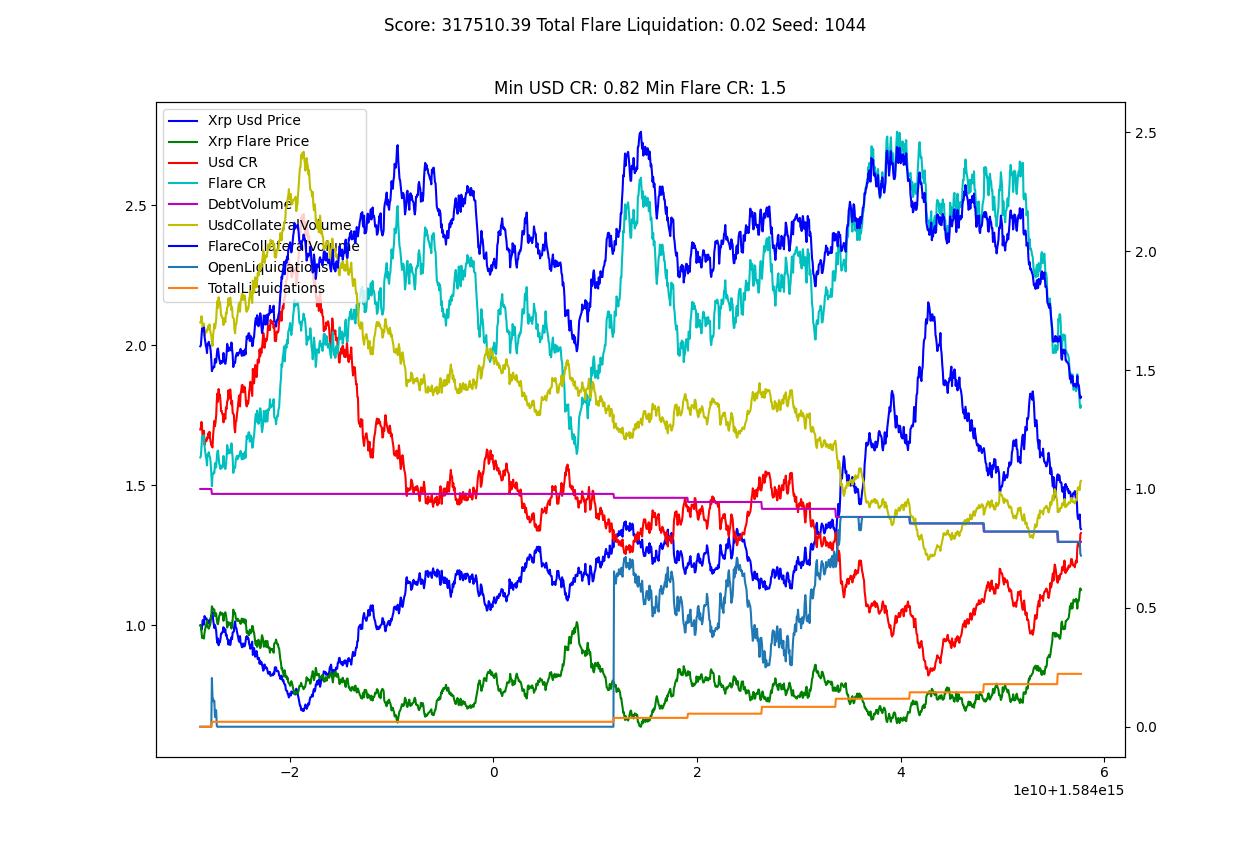 Score: 317510.39 Total Flare Liquidation: 0.02 Seed: 1044
Min USD CR: 0.82 Min Flare CR: 1.5
Xrp Usd Price
Xrp Flare Price
Usd CR
Flare CR
DebtVolume
UsdCollateralVolume
FlareCollateralVolume
OpenLiquidations
TotalLiquidations
2.5
2.0
1.5
1.0
2.5
2.0
1.5
1.0
0.5
0.0
−2
0
2
4
6
1e10+1.584e15